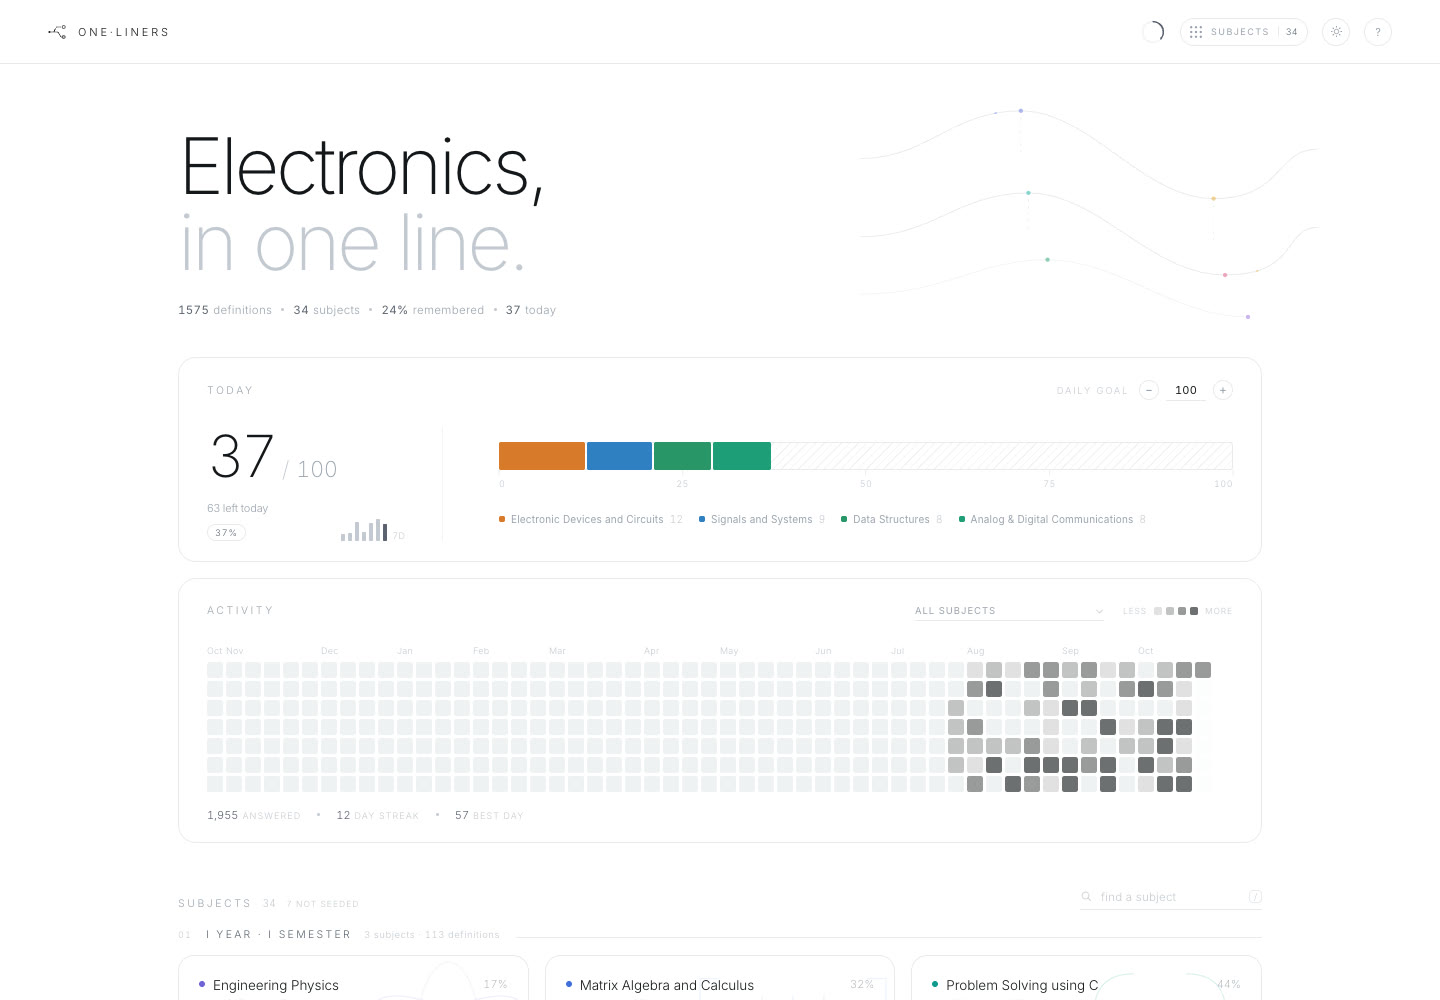 ONE·LINERS
SUBJECTS 34
?
Electronics,
in one line.
1575 definitions • 34 subjects • 24% remembered • 37 today
TODAY
DAILY GOAL − 100 +
37 / 100
63 left today
37%
7D
0 25 50 75 100
Electronic Devices and Circuits 12 Signals and Systems 9 Data Structures 8 Analog & Digital Communications 8
ACTIVITY
ALL SUBJECTS
LESS MORE
Oct Nov Dec Jan Feb Mar Apr May Jun Jul Aug Sep Oct
1,955 ANSWERED • 12 DAY STREAK • 57 BEST DAY
SUBJECTS 34 / NOT SEEDED
find a subject /
01 I YEAR · I SEMESTER 3 subjects · 113 definitions
Engineering Physics 17%
Matrix Algebra and Calculus 32%
Problem Solving using C 44%